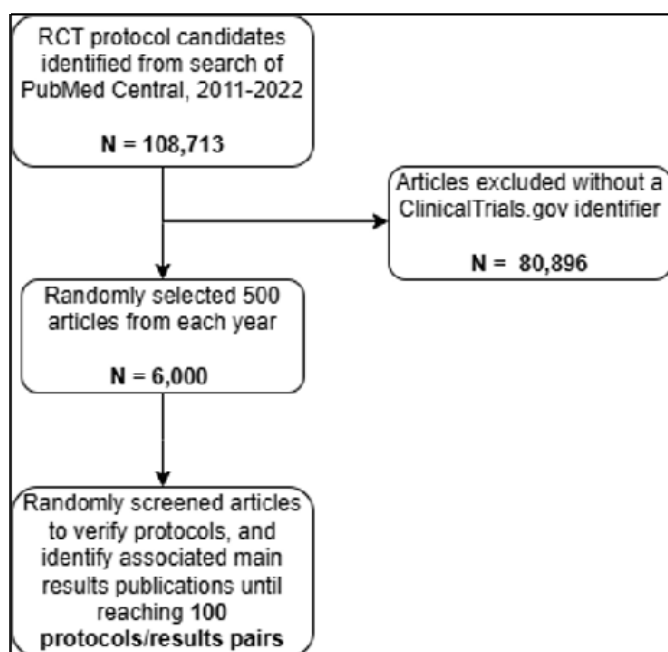 RCT protocol candidates
identified from search of
PubMed Central, 2011-2022
N = 108,713
Articles excluded without a
ClinicalTrials.gov identifier
N = 80,896
Randomly selected 500
articles from each year
N = 6,000
Randomly screened articles
to verify protocols, and
identify associated main
results publications until
reaching 100
protocols/results pairs